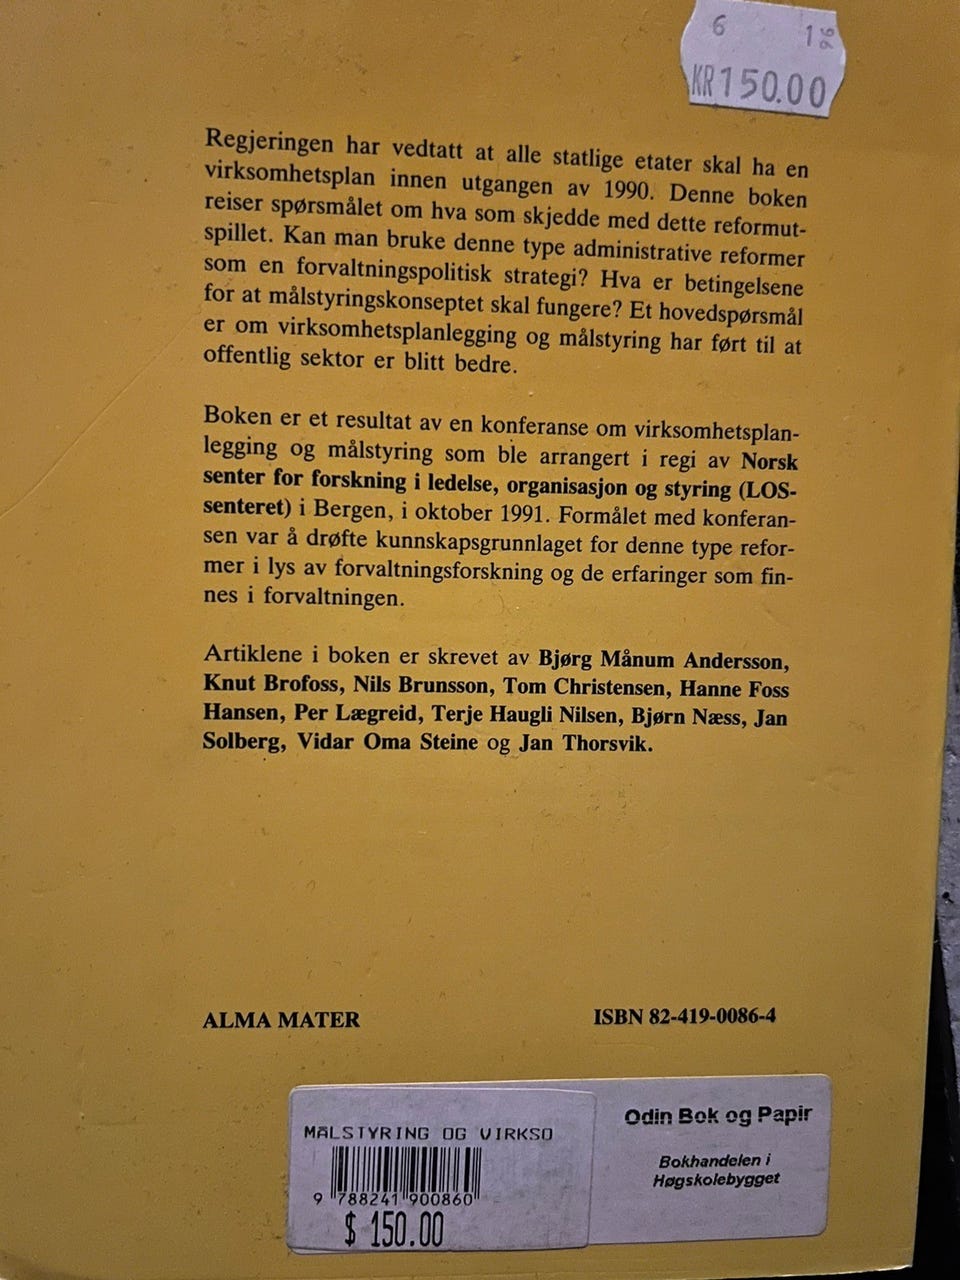 6 1 96
KR150.00
Regjeringen har vedtatt at alle statlige etater skal ha en
virksomhetsplan innen utgangen av 1990. Denne boken
reiser spørsmålet om hva som skjedde med dette reformut-
spillet. Kan man bruke denne type administrative reformer
som en forvaltningspolitisk strategi? Hva er betingelsene
for at målstyringskonseptet skal fungere? Et hovedspørsmål
er om virksomhetsplanlegging og målstyring har ført til at
offentlig sektor er blitt bedre.
Boken er et resultat av en konferanse om virksomhetsplan-
legging og målstyring som ble arrangert i regi av Norsk
senter for forskning i ledelse, organisasjon og styring (LOS-
senteret) i Bergen, i oktober 1991. Formålet med konferan-
sen var å drøfte kunnskapsgrunnlaget for denne type refor-
mer i lys av forvaltningsforskning og de erfaringer som fin-
nes i forvaltningen.
Artiklene i boken er skrevet av Bjørg Månum Andersson,
Knut Brofoss, Nils Brunsson, Tom Christensen, Hanne Foss
Hansen, Per Lægreid, Terje Haugli Nilsen, Bjørn Næss, Jan
Solberg, Vidar Oma Steine og Jan Thorsvik.
ALMA MATER ISBN 82-419-0086-4
MÅLSTYRING OG VIRKSO
9 788241 900860
$ 150.00
Odin Bok og Papir
Bokhandelen i
Høgskolebygget